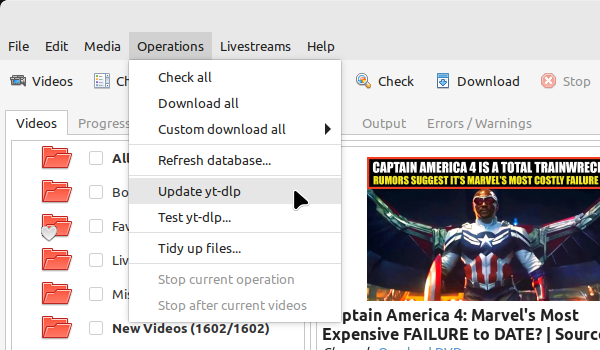 File Edit Media Operations Livestreams Help
Videos Ch Check Download Stop
Videos Progress Output Errors / Warnings
Check all
Download all
Custom download all
Refresh database...
Update yt-dlp
Test yt-dlp...
Tidy up files...
Stop current operation
Stop after current videos
All
Bo
Fav
Liv
Mis
New Videos (1602/1602)
CAPTAIN AMERICA 4 IS A TOTAL TRAINWREC
RUMORS SUGGEST IT'S MARVEL'S MOST COSTLY FAILURE
ptain America 4: Marvel's Most
Expensive FAILURE to DATE? | Sourc